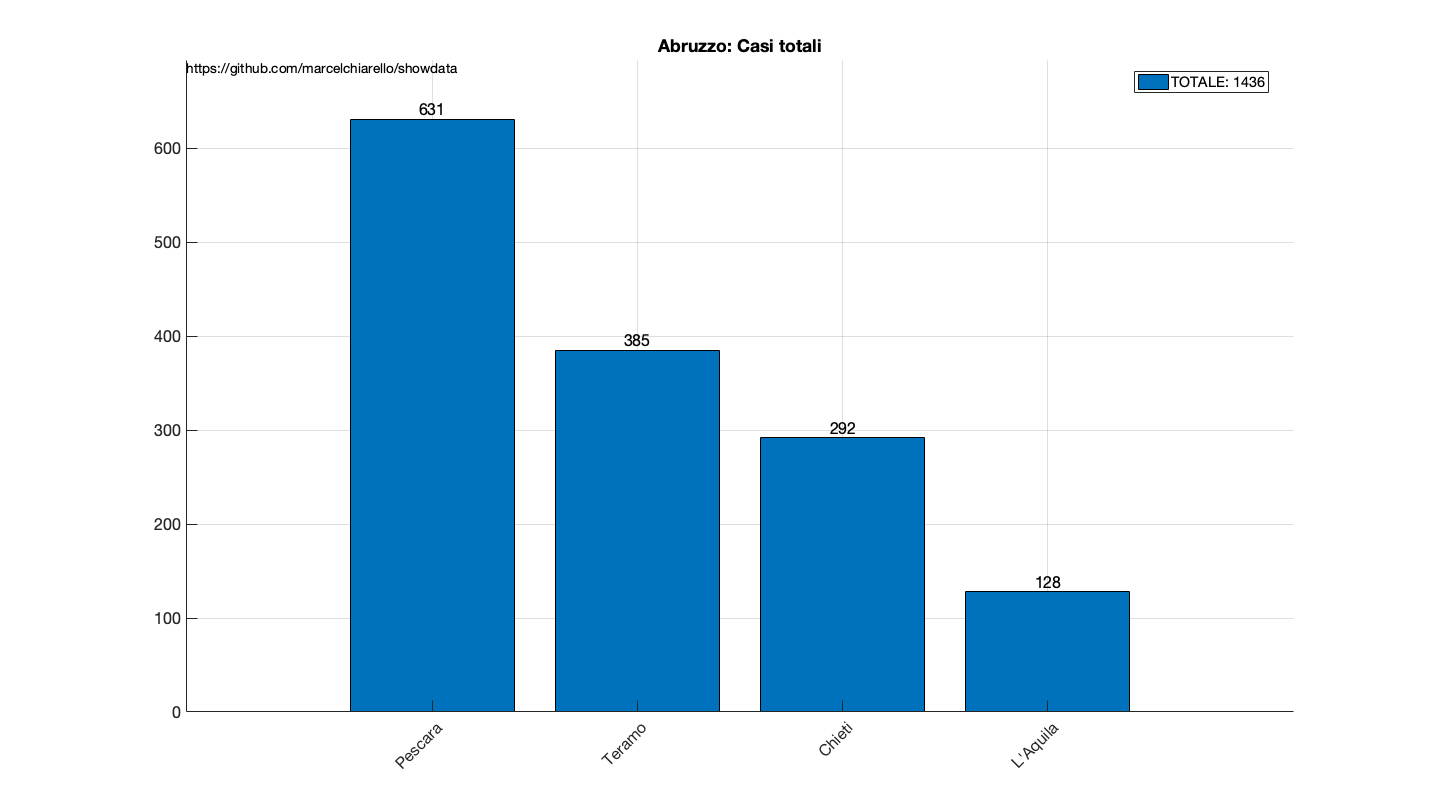 Abruzzo: Casi totali
https://github.com/marcelchiarello/showdata
TOTALE: 1436
631
600
500
400
385
300
292
200
128
100
0
Pescara
Teramo
Chieti
L'Aquila